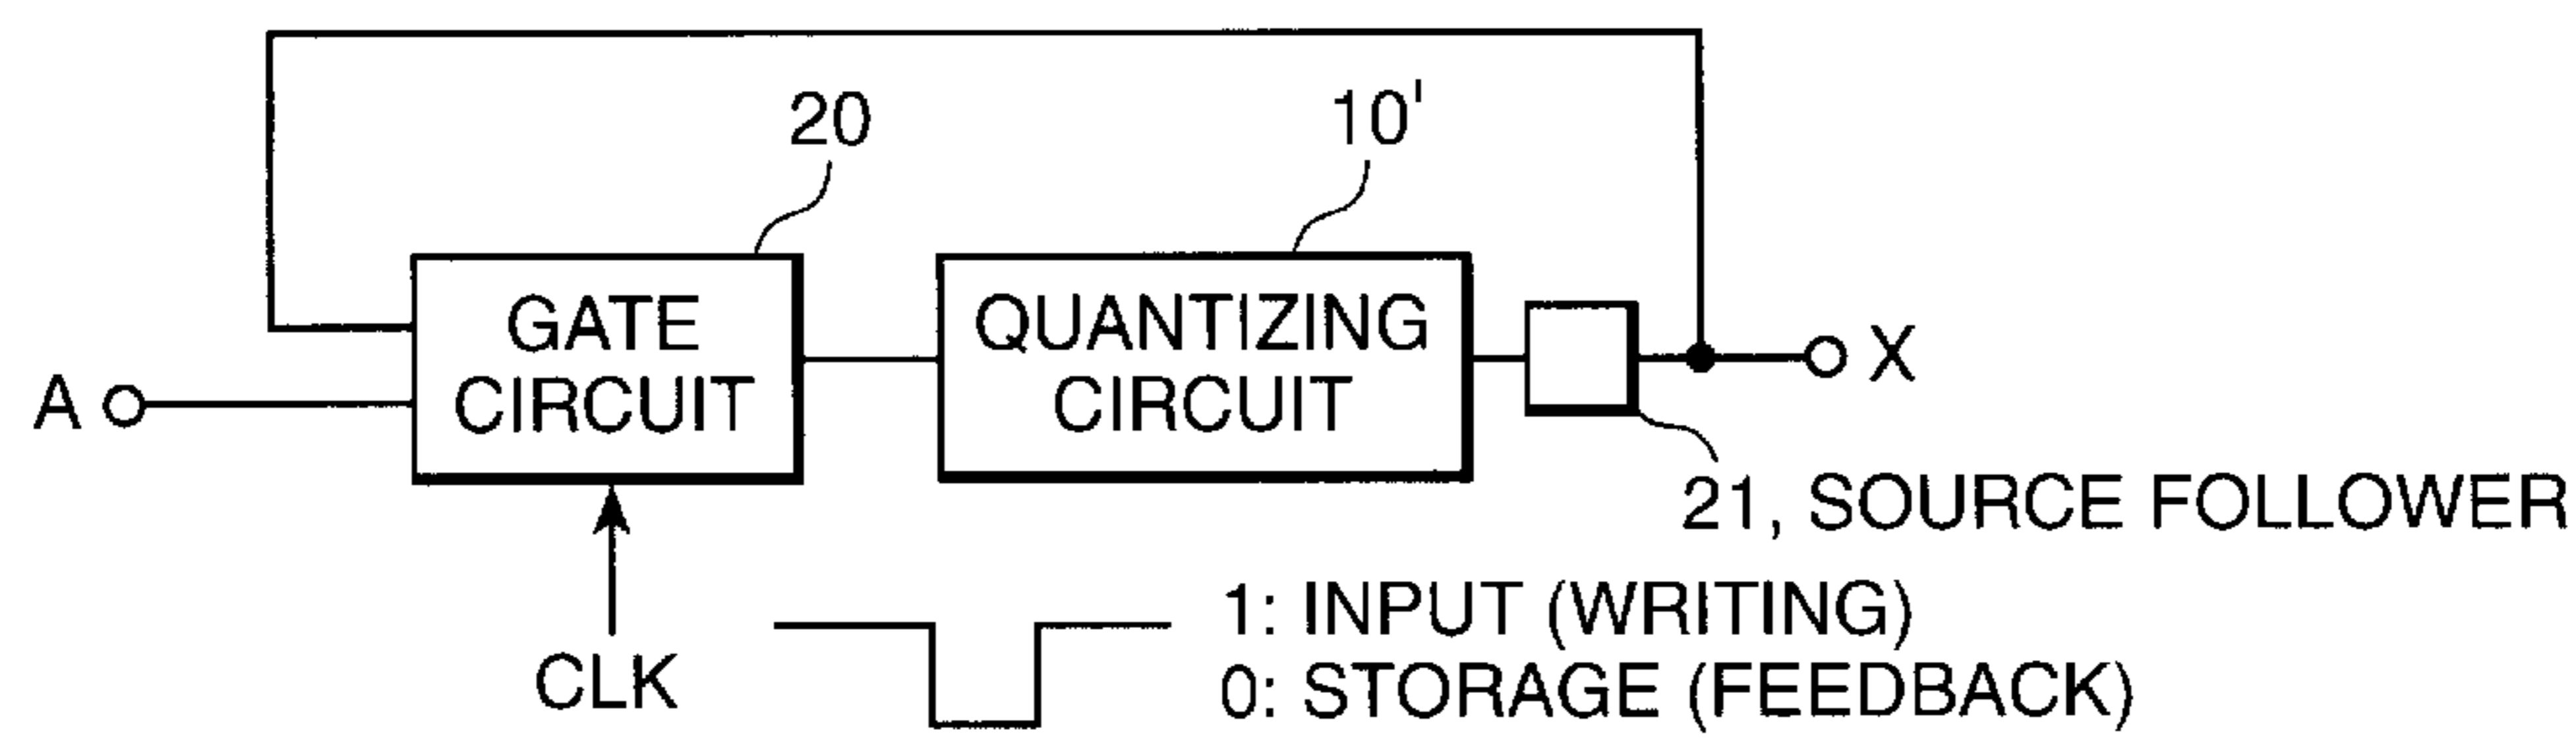 20
10'
GATE
CIRCUIT
QUANTIZING
CIRCUIT
A
X
21, SOURCE FOLLOWER
CLK
1: INPUT (WRITING)
0: STORAGE (FEEDBACK)